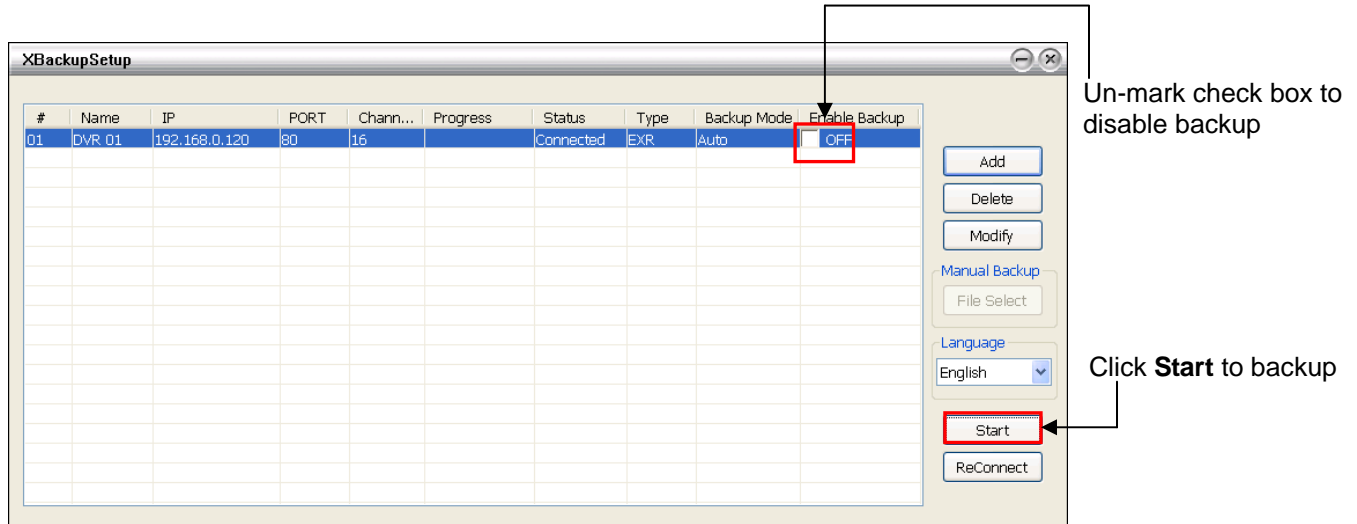 XBackupSetup
Un-mark check box to
disable backup
# Name IP PORT Chann... Progress Status Type Backup Mode Enable Backup
01 DVR 01 192.168.0.120 80 16 Connected EXR Auto OFF
Add
Delete
Modify
Manual Backup
File Select
Language
English
Click Start to backup
Start
ReConnect